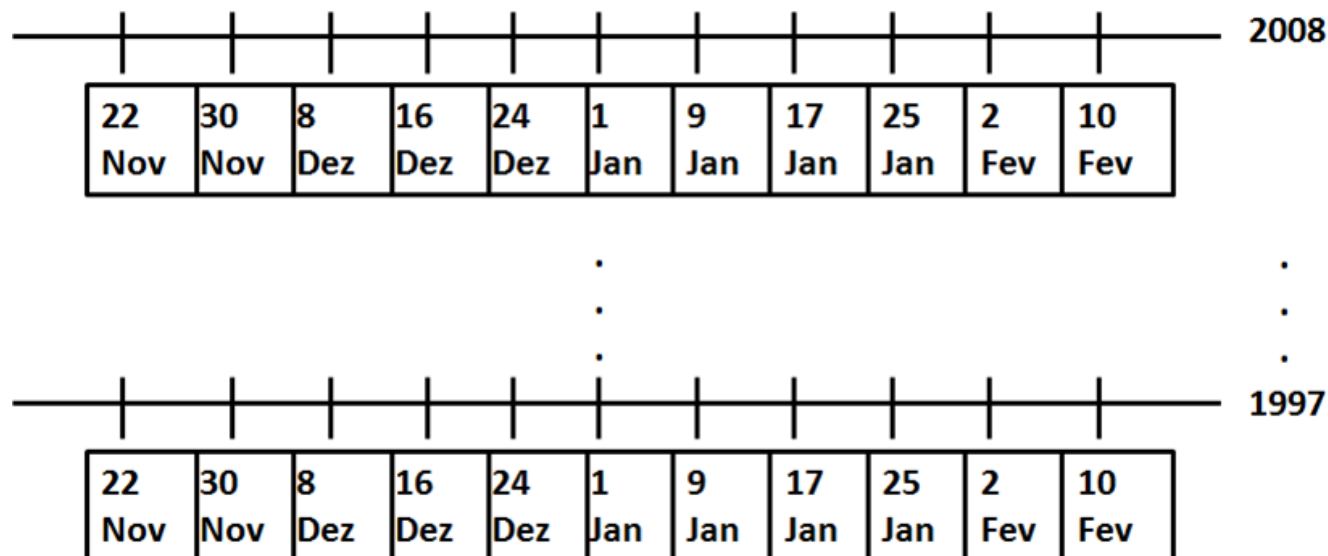 2008
22 30 8 16 24 1 9 17 25 2 10
Nov Nov Dez Dez Dez Jan Jan Jan Jan Fev Fev
1997
22 30 8 16 24 1 9 17 25 2 10
Nov Nov Dez Dez Dez Jan Jan Jan Jan Fev Fev